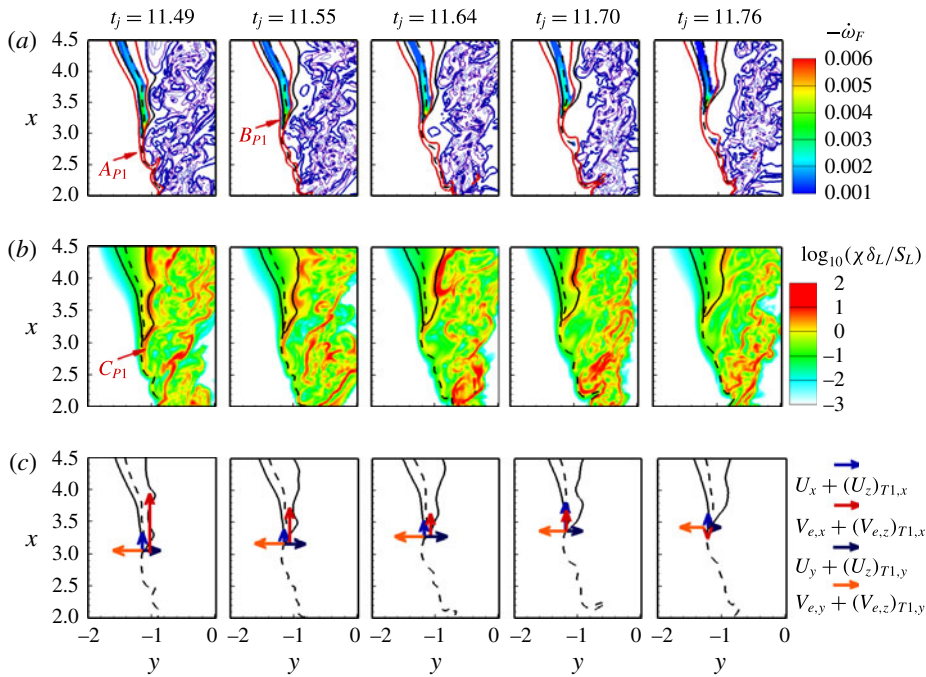 t_j = 11.49 t_j = 11.55 t_j = 11.64 t_j = 11.70 t_j = 11.76
(a) −ω̇_F
4.5 0.006
4.0 0.005
3.5 0.004
x 3.0 B_P1 0.003
2.5 A_P1 0.002
2.0 0.001
(b) log₁₀(χδ_L/S_L)
4.5 2
4.0 1
3.5 0
x 3.0 −1
2.5 C_P1 −2
2.0 −3
(c) 4.5
4.0 U_x + (U_z)_T1,x
3.5 V_e,x + (V_e,z)_T1,x
x 3.0 U_y + (U_z)_T1,y
2.5 V_e,y + (V_e,z)_T1,y
2.0
−2 −1 0 −2 −1 0 −2 −1 0 −2 −1 0 −2 −1 0
y y y y y